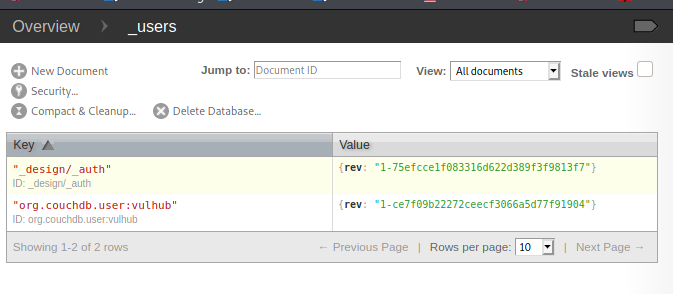 Overview _users
New Document Jump to: Document ID View: All documents Stale views
Security...
Compact & Cleanup... Delete Database...
Key Value
"_design/_auth" {rev: "1-75efcce1f083316d622d389f3f9813f7"}
ID: _design/_auth
"org.couchdb.user:vulhub" {rev: "1-ce7f09b22272ceecf3066a5d77f91904"}
ID: org.couchdb.user:vulhub
Showing 1-2 of 2 rows ← Previous Page | Rows per page: 10 | Next Page →